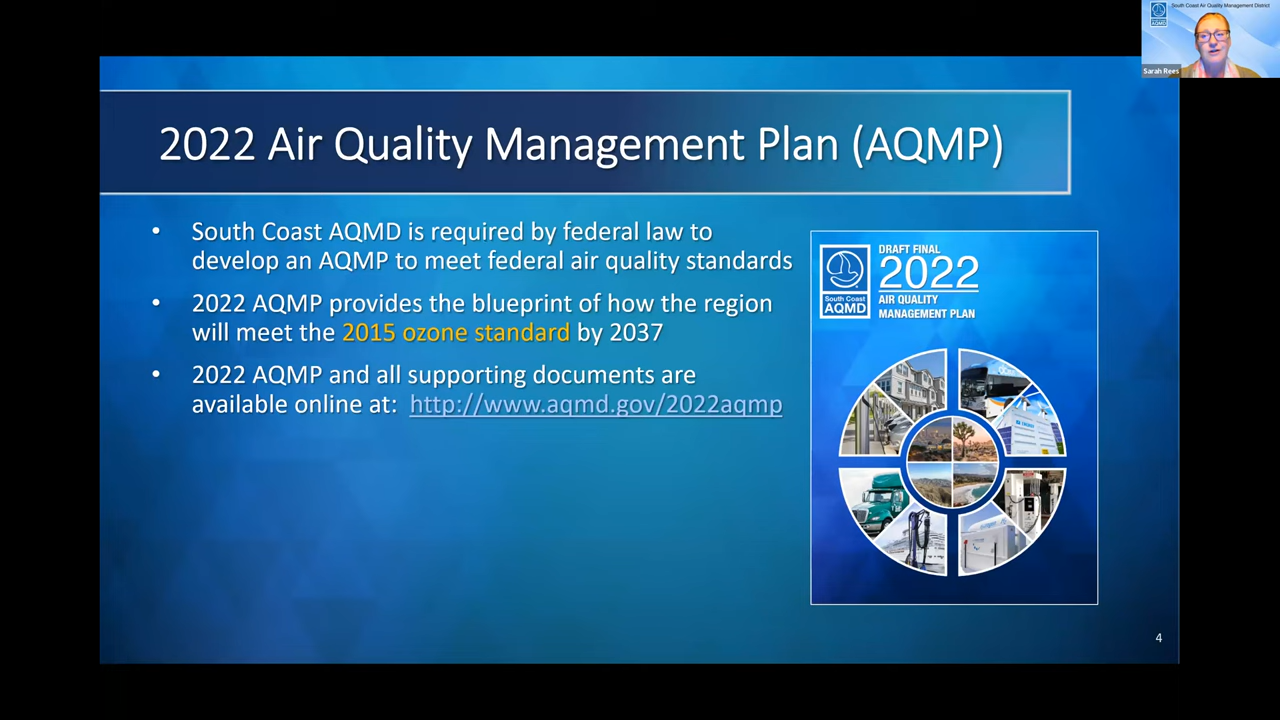 South Coast Air Quality Management District
AQMD
Sarah Rees
2022 Air Quality Management Plan (AQMP)
• South Coast AQMD is required by federal law to
develop an AQMP to meet federal air quality standards
• 2022 AQMP provides the blueprint of how the region
will meet the 2015 ozone standard by 2037
• 2022 AQMP and all supporting documents are
available online at: http://www.aqmd.gov/2022aqmp
South Coast
AQMD
DRAFT FINAL
2022
AIR QUALITY
MANAGEMENT PLAN
4